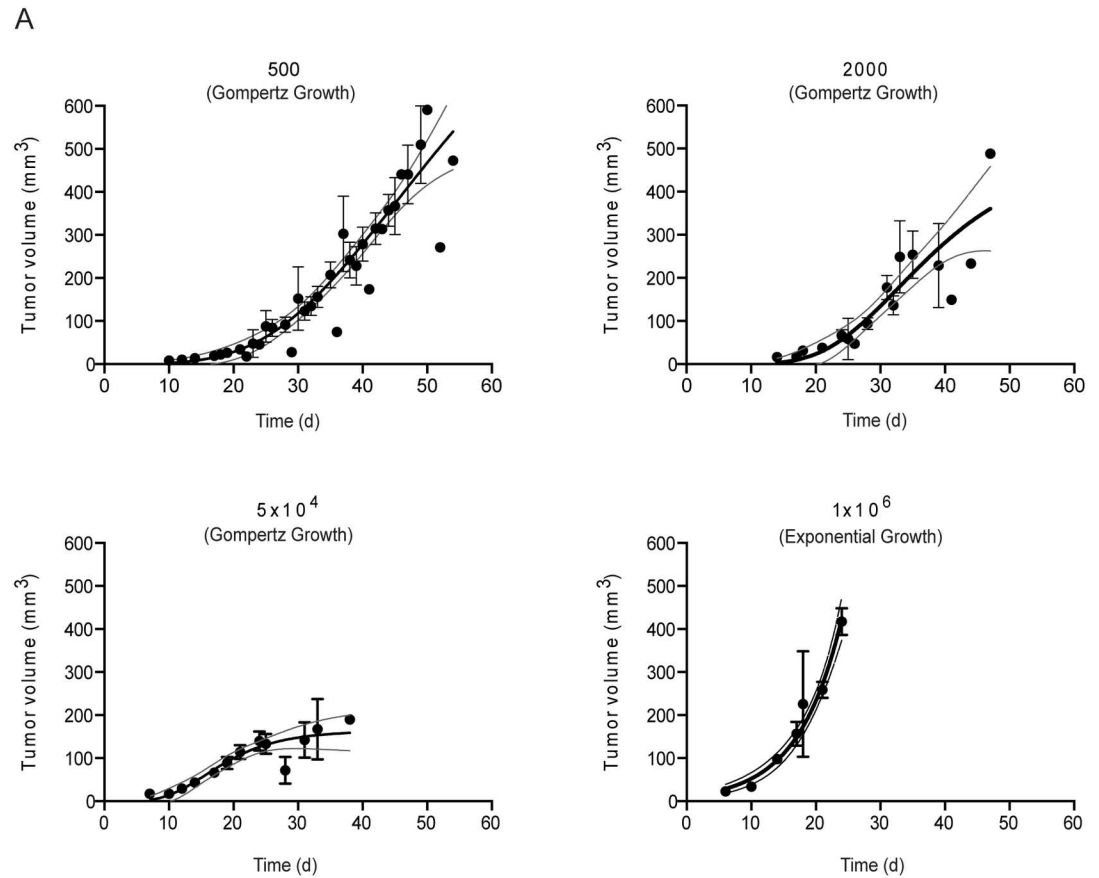 A
500
(Gompertz Growth)
600
500
400
300
200
100
0
0 10 20 30 40 50 60
Tumor volume (mm³)
Time (d)
2000
(Gompertz Growth)
600
500
400
300
200
100
0
0 10 20 30 40 50 60
Tumor volume (mm³)
Time (d)
5x10⁴
(Gompertz Growth)
600
500
400
300
200
100
0
0 10 20 30 40 50 60
Tumor volume (mm³)
Time (d)
1x10⁶
(Exponential Growth)
600
500
400
300
200
100
0
0 10 20 30 40 50 60
Tumor volume (mm³)
Time (d)